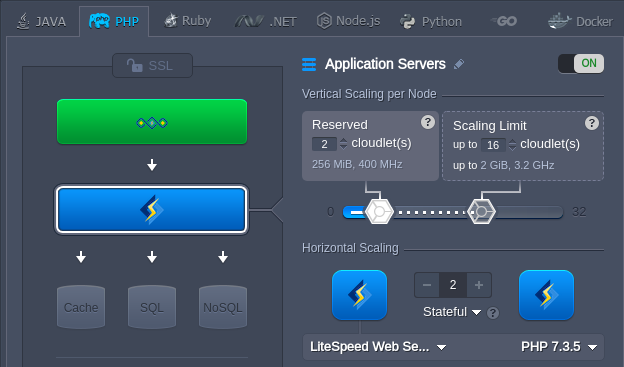 JAVA PHP Ruby .NET Node.js Python GO Docker
SSL
Application Servers ON
Vertical Scaling per Node
Reserved ?
2 cloudlet(s)
256 MiB, 400 MHz
Scaling Limit ?
up to 16 cloudlet(s)
up to 2 GiB, 3.2 GHz
0 32
Horizontal Scaling
− 2 +
Stateful ?
Cache SQL NoSQL
LiteSpeed Web Se... PHP 7.3.5